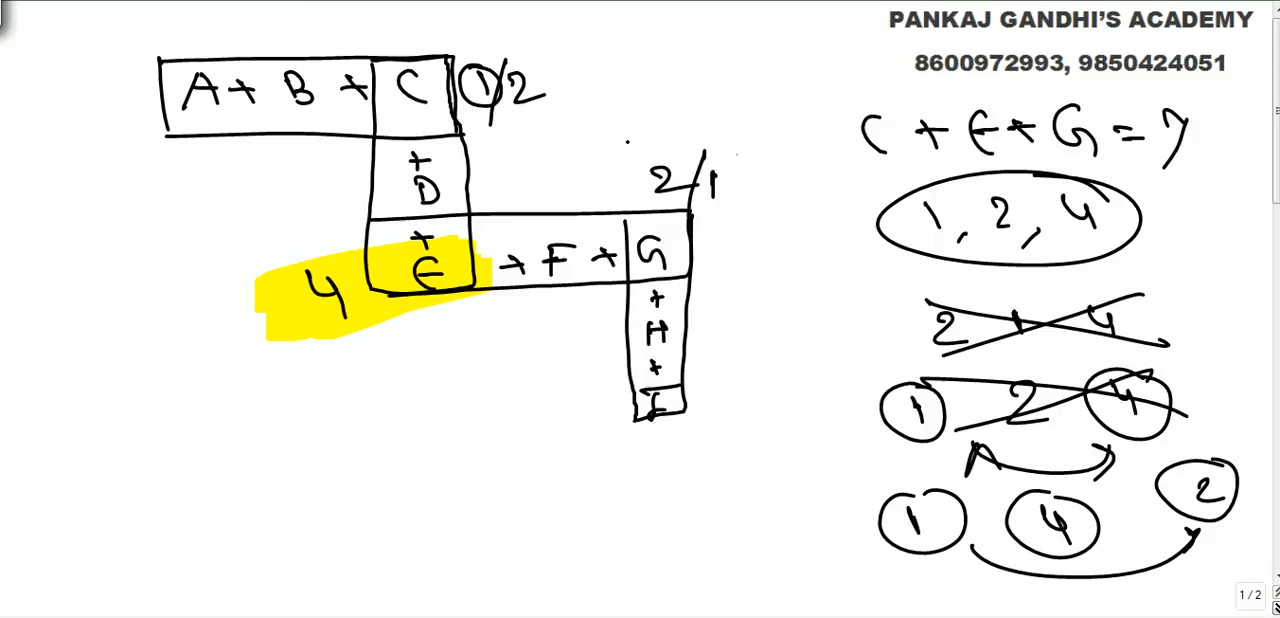 PANKAJ GANDHI'S ACADEMY
8600972993, 9850424051
A + B + C 1/2
+
D
2/1
+
4 E + F + G
+
H
+
I
C + E + G = 7
1, 2, 4
2 1 4
1 2 4
1 4 2
1 / 2